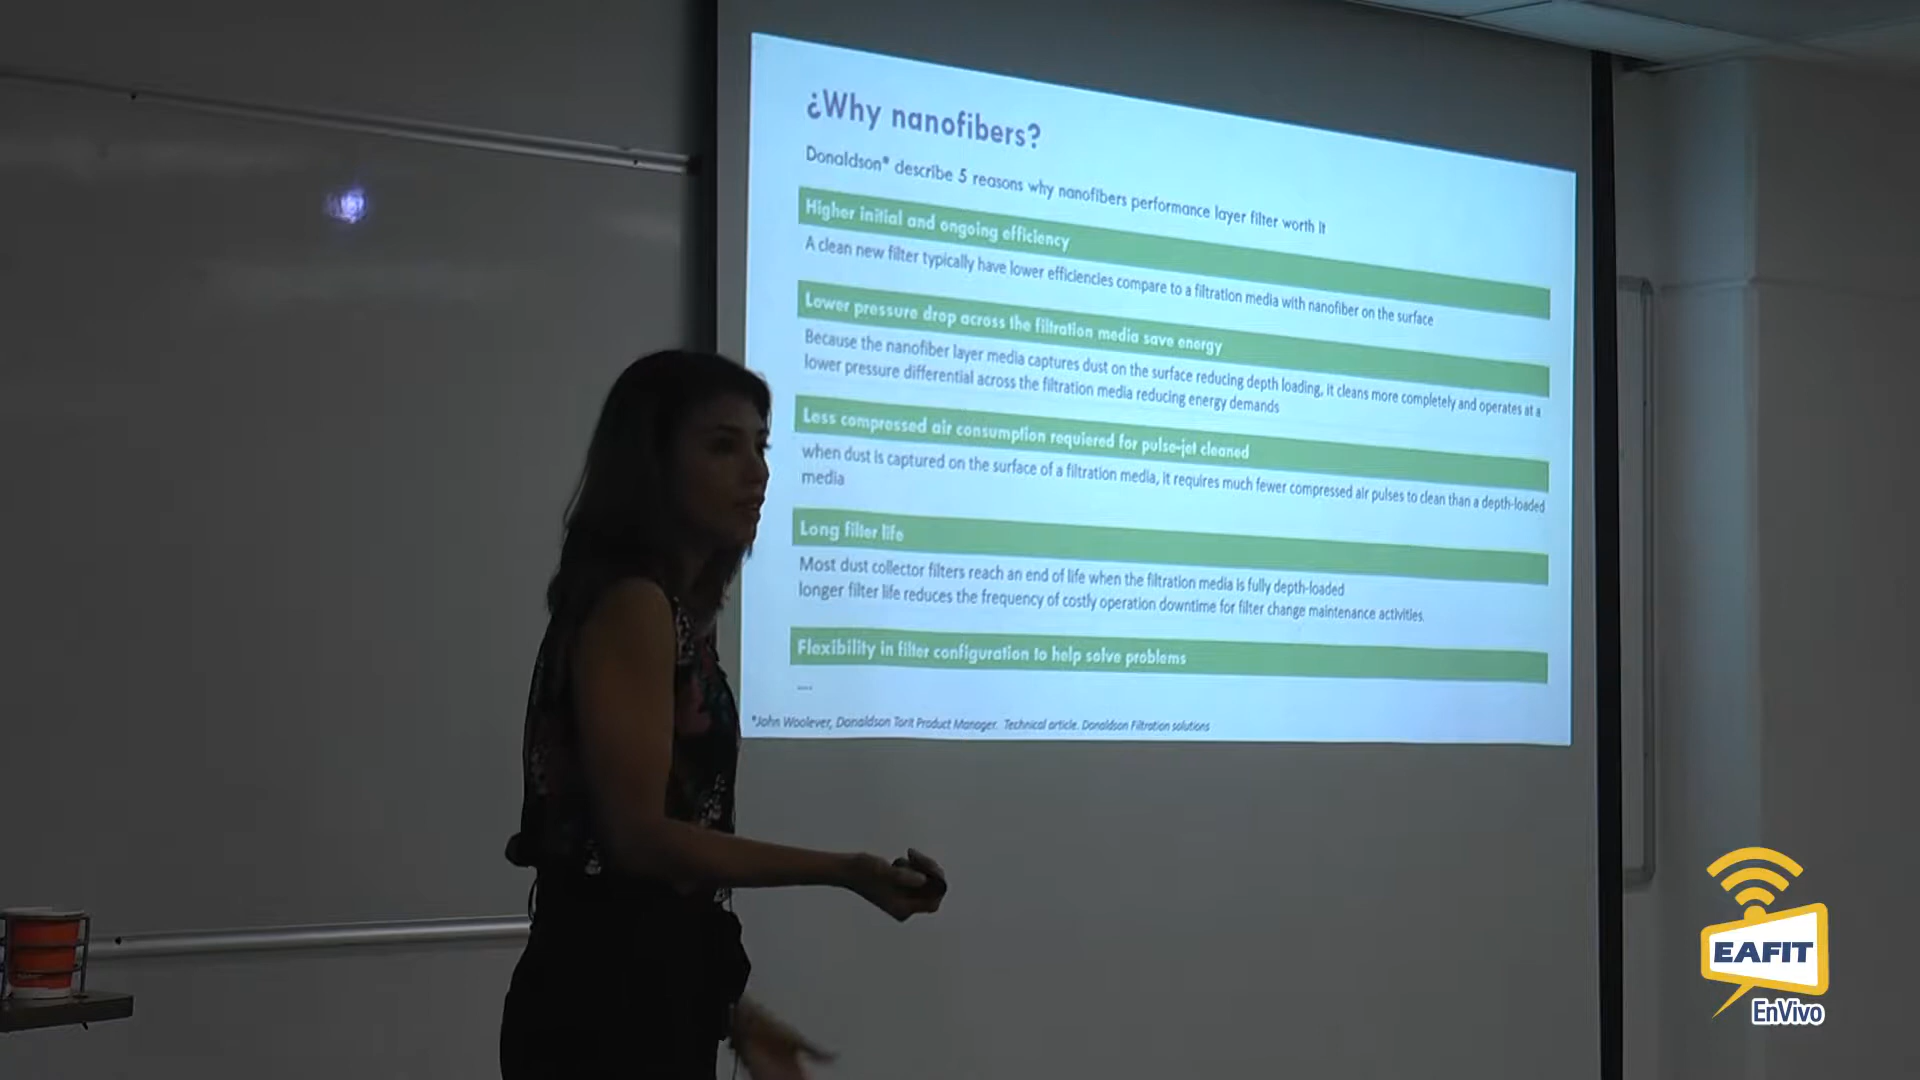 ¿Why nanofibers?
Donaldson* describe 5 reasons why nanofibers performance layer filter worth it
Higher initial and ongoing efficiency
A clean new filter typically have lower efficiencies compare to a filtration media with nanofiber on the surface
Lower pressure drop across the filtration media save energy
Because the nanofiber layer media captures dust on the surface reducing depth loading, it cleans more completely and operates at a
lower pressure differential across the filtration media reducing energy demands
Less compressed air consumption requiered for pulse-jet cleaned
when dust is captured on the surface of a filtration media, it requires much fewer compressed air pulses to clean than a depth-loaded
media
Long filter life
Most dust collector filters reach an end of life when the filtration media is fully depth-loaded
longer filter life reduces the frequency of costly operation downtime for filter change maintenance activities.
Flexibility in filter configuration to help solve problems
....
*John Woolever, Donaldson Torit Product Manager. Technical article. Donaldson Filtration solutions
EAFIT
EnVivo